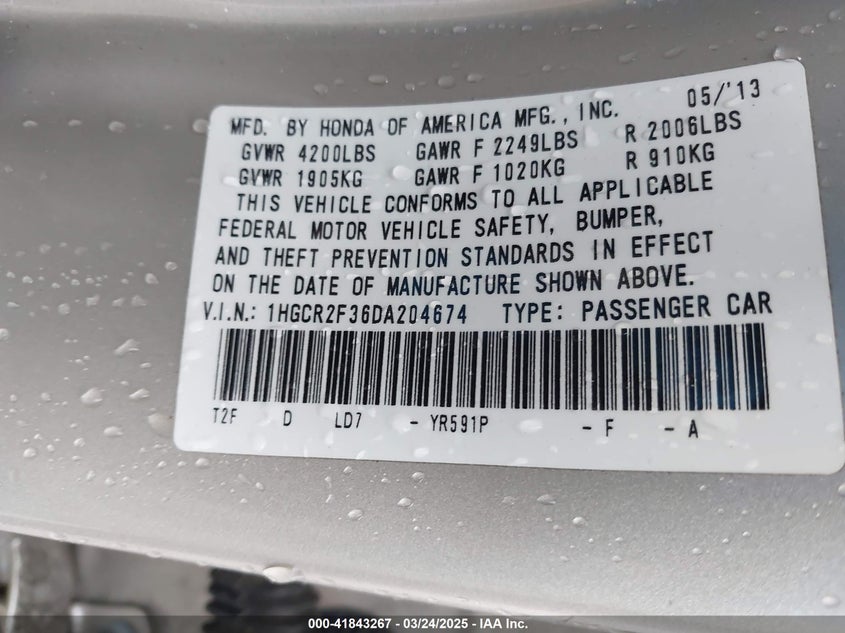 MFD. BY HONDA OF AMERICA MFG., INC. 05/'13
GVWR 4200LBS GAWR F 2249LBS R 2006LBS
GVWR 1905KG GAWR F 1020KG R 910KG
THIS VEHICLE CONFORMS TO ALL APPLICABLE
FEDERAL MOTOR VEHICLE SAFETY, BUMPER,
AND THEFT PREVENTION STANDARDS IN EFFECT
ON THE DATE OF MANUFACTURE SHOWN ABOVE.
V.I.N.: 1HGCR2F36DA204674 TYPE: PASSENGER CAR
T2F D LD7 - YR591P - F - A
000-41843267 - 03/24/2025 - IAA Inc.